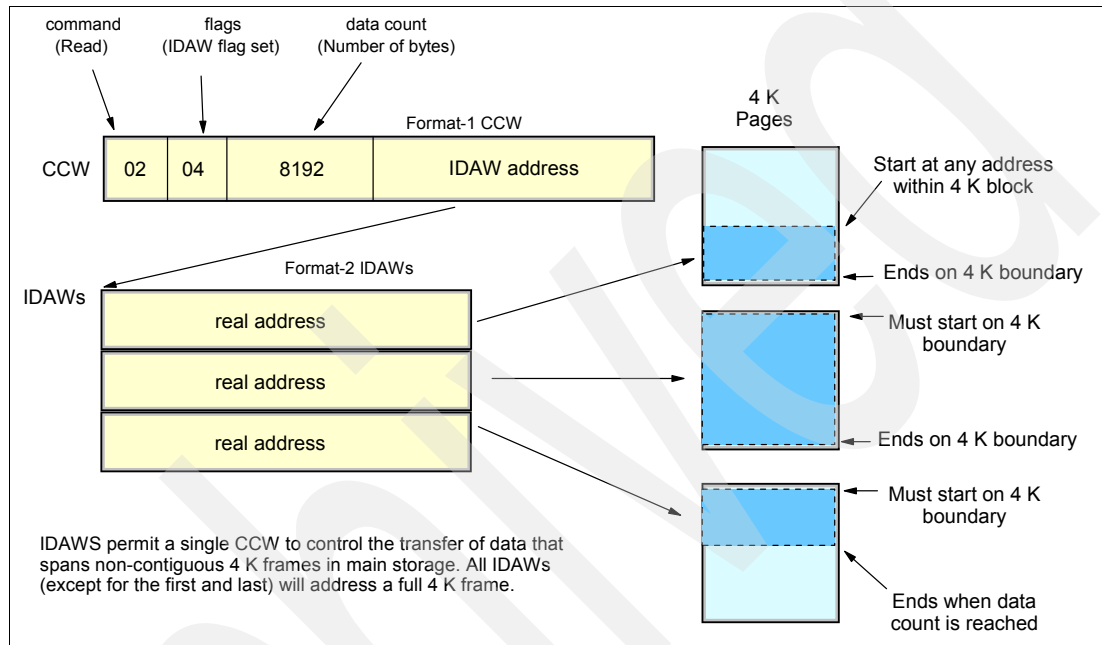 command
(Read)
flags
(IDAW flag set)
data count
(Number of bytes)
Format-1 CCW
CCW
02
04
8192
IDAW address
4 K
Pages
Start at any address
within 4 K block
Ends on 4 K boundary
Format-2 IDAWs
IDAWs
real address
real address
real address
Must start on 4 K
boundary
Ends on 4 K boundary
Must start on 4 K
boundary
Ends when data
count is reached
IDAWS permit a single CCW to control the transfer of data that
spans non-contiguous 4 K frames in main storage. All IDAWs
(except for the first and last) will address a full 4 K frame.